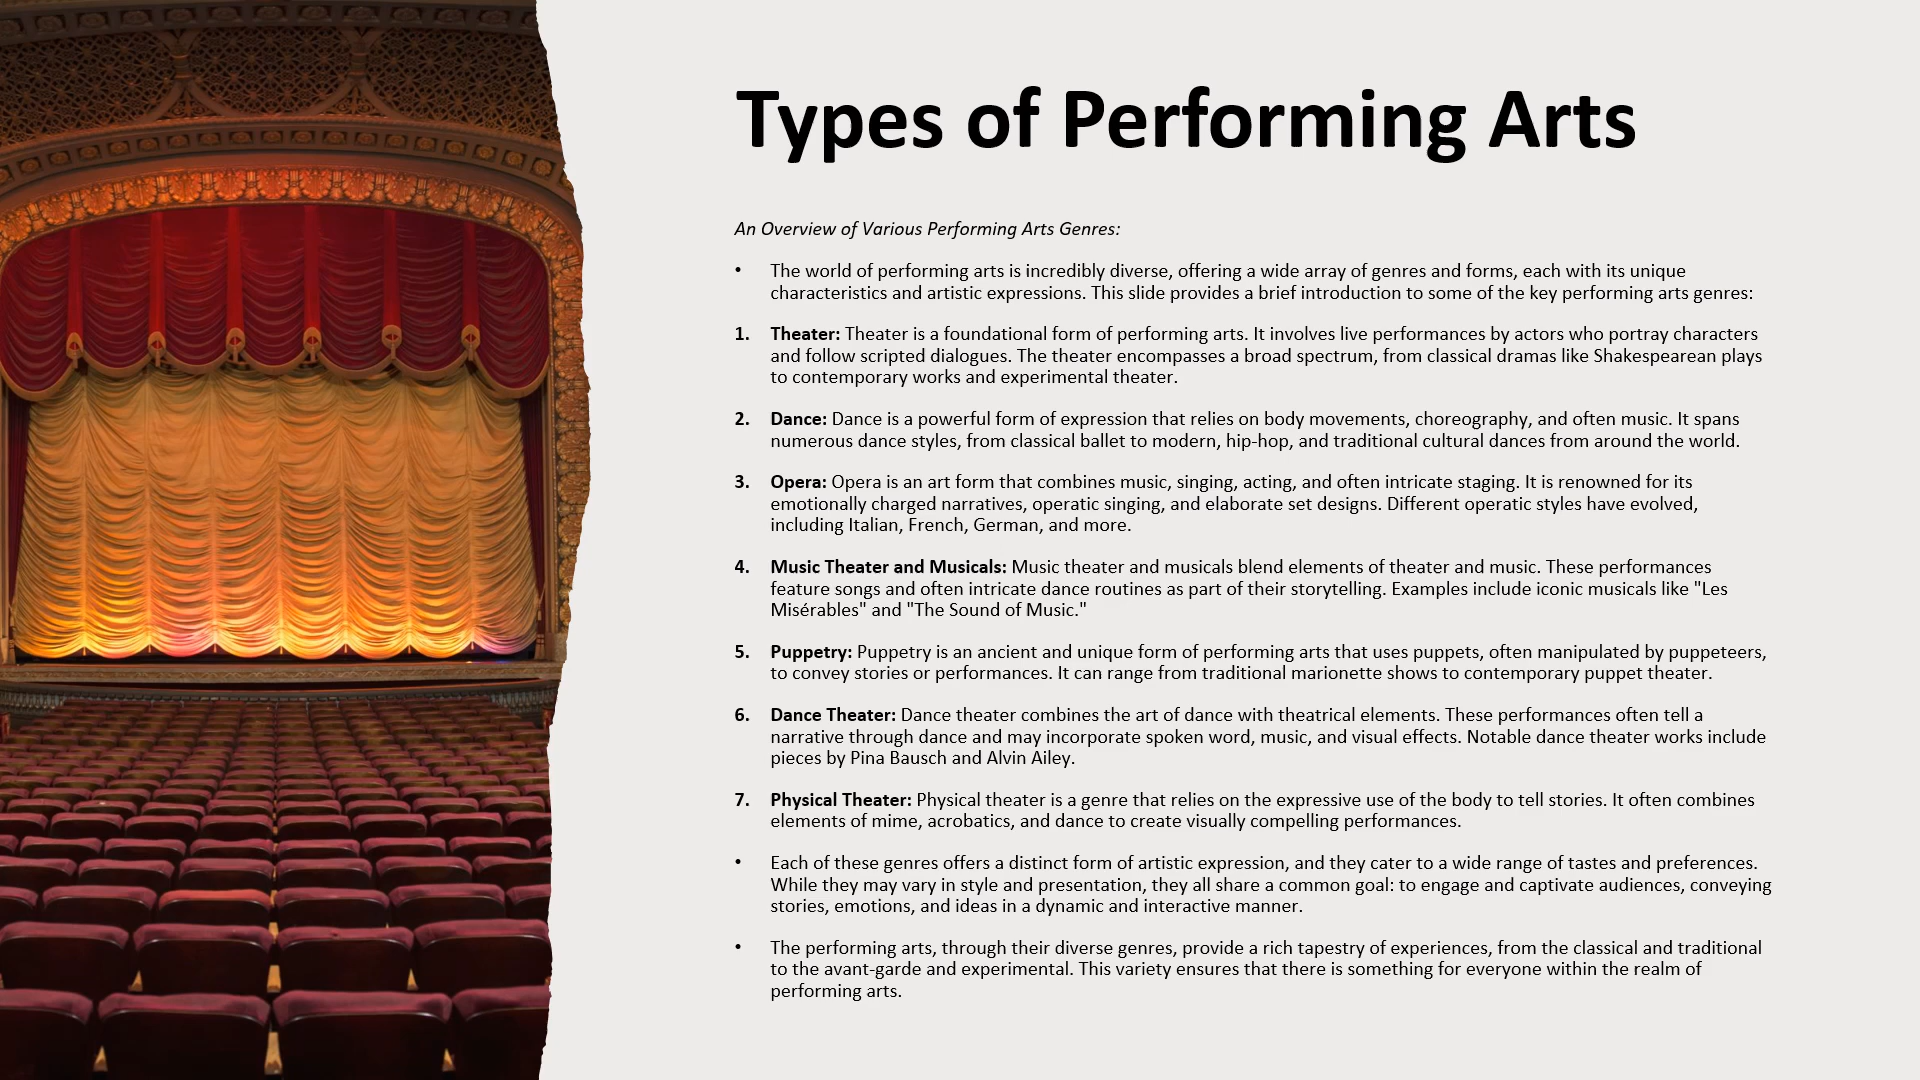 Types of Performing Arts
An Overview of Various Performing Arts Genres:
• The world of performing arts is incredibly diverse, offering a wide array of genres and forms, each with its unique
characteristics and artistic expressions. This slide provides a brief introduction to some of the key performing arts genres:
1. Theater: Theater is a foundational form of performing arts. It involves live performances by actors who portray characters
and follow scripted dialogues. The theater encompasses a broad spectrum, from classical dramas like Shakespearean plays
to contemporary works and experimental theater.
2. Dance: Dance is a powerful form of expression that relies on body movements, choreography, and often music. It spans
numerous dance styles, from classical ballet to modern, hip-hop, and traditional cultural dances from around the world.
3. Opera: Opera is an art form that combines music, singing, acting, and often intricate staging. It is renowned for its
emotionally charged narratives, operatic singing, and elaborate set designs. Different operatic styles have evolved,
including Italian, French, German, and more.
4. Music Theater and Musicals: Music theater and musicals blend elements of theater and music. These performances
feature songs and often intricate dance routines as part of their storytelling. Examples include iconic musicals like "Les
Misérables" and "The Sound of Music."
5. Puppetry: Puppetry is an ancient and unique form of performing arts that uses puppets, often manipulated by puppeteers,
to convey stories or performances. It can range from traditional marionette shows to contemporary puppet theater.
6. Dance Theater: Dance theater combines the art of dance with theatrical elements. These performances often tell a
narrative through dance and may incorporate spoken word, music, and visual effects. Notable dance theater works include
pieces by Pina Bausch and Alvin Ailey.
7. Physical Theater: Physical theater is a genre that relies on the expressive use of the body to tell stories. It often combines
elements of mime, acrobatics, and dance to create visually compelling performances.
• Each of these genres offers a distinct form of artistic expression, and they cater to a wide range of tastes and preferences.
While they may vary in style and presentation, they all share a common goal: to engage and captivate audiences, conveying
stories, emotions, and ideas in a dynamic and interactive manner.
• The performing arts, through their diverse genres, provide a rich tapestry of experiences, from the classical and traditional
to the avant-garde and experimental. This variety ensures that there is something for everyone within the realm of
performing arts.